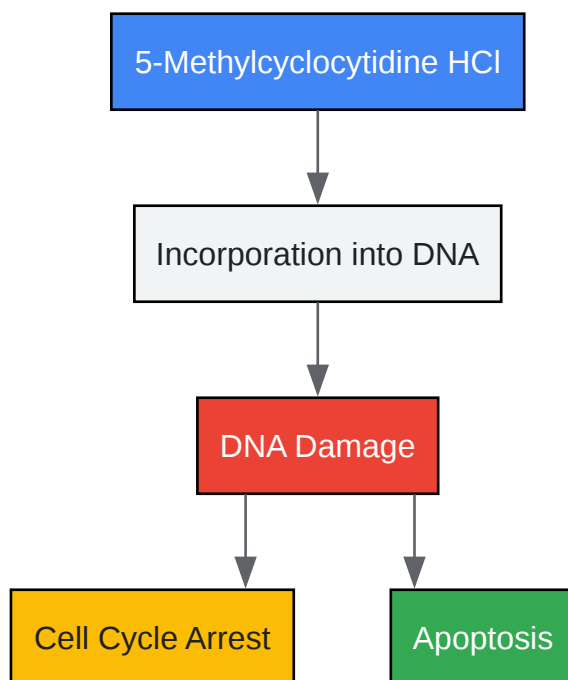 5-Methylcyclocytidine HCl
Incorporation into DNA
DNA Damage
Cell Cycle Arrest
Apoptosis